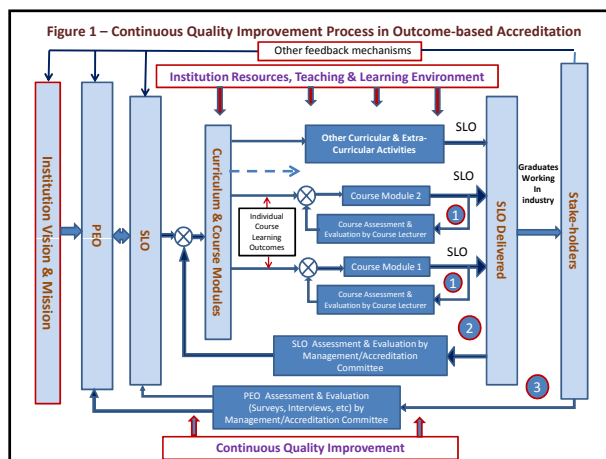 Figure 1 – Continuous Quality Improvement Process in Outcome-based Accreditation
Other feedback mechanisms
Institution Resources, Teaching & Learning Environment
Institution Vision & Mission
PEO
SLO
Curriculum & Course Modules
Other Curricular & Extra-
Curricular Activities
SLO
SLO
Course Module 2
1
Course Assessment &
Evaluation by Course Lecturer
Individual
Course
Learning
Outcomes
SLO
Course Module 1
1
Course Assessment &
Evaluation by Course Lecturer
SLO Delivered
Graduates
Working
In
industry
Stake-holders
2
SLO Assessment & Evaluation by
Management/Accreditation
Committee
3
PEO Assessment & Evaluation
(Surveys, Interviews, etc) by
Management/Accreditation Committee
Continuous Quality Improvement